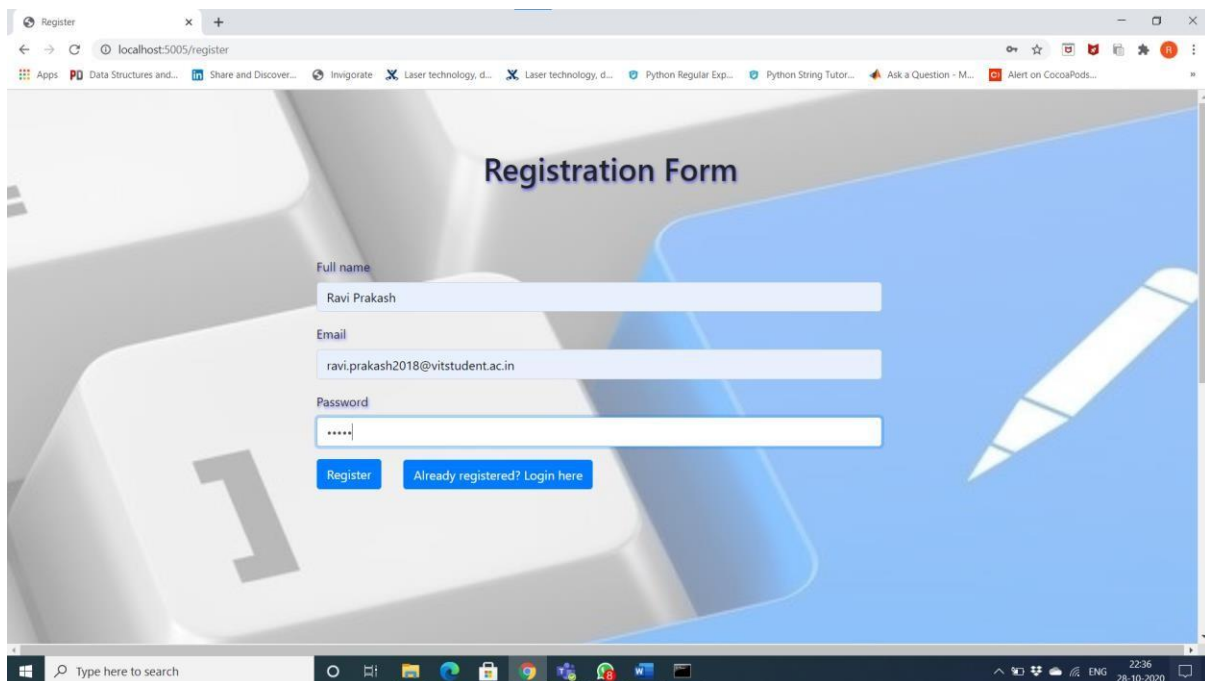 Register
localhost:5005/register
R
Apps PD Data Structures and... in Share and Discover... Invigorate Laser technology, d... Laser technology, d... Python Regular Exp... Python String Tutor... Ask a Question - M... Alert on CocoaPods... »
Registration Form
Full name
Ravi Prakash
Email
ravi.prakash2018@vitstudent.ac.in
Password
•••••
Register Already registered? Login here
Type here to search
ENG
22:36
28-10-2020